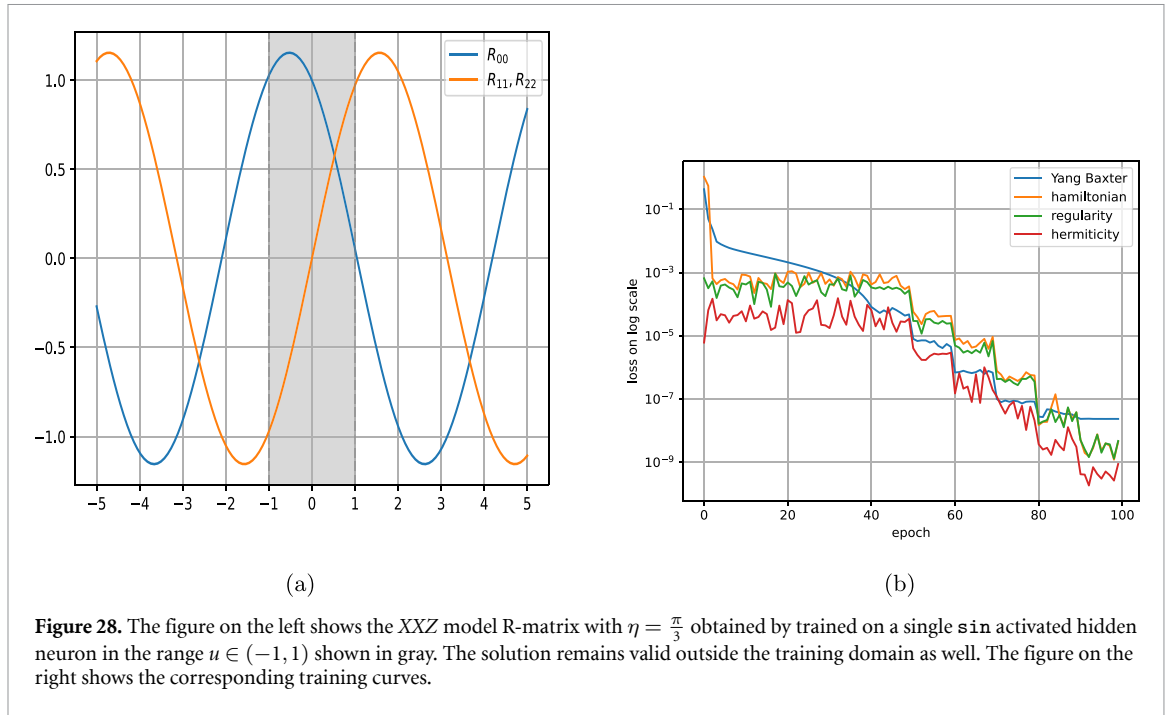 R₀₀
R₁₁, R₂₂
1.0
0.5
0.0
−0.5
−1.0
−5 −4 −3 −2 −1 0 1 2 3 4 5
(a)
Yang Baxter
hamiltonian
regularity
hermiticity
loss on log scale
10⁻¹
10⁻³
10⁻⁵
10⁻⁷
10⁻⁹
0 20 40 60 80 100
epoch
(b)
Figure 28. The figure on the left shows the XXZ model R-matrix with η = π/3 obtained by trained on a single sin activated hidden
neuron in the range u ∈ (−1, 1) shown in gray. The solution remains valid outside the training domain as well. The figure on the
right shows the corresponding training curves.